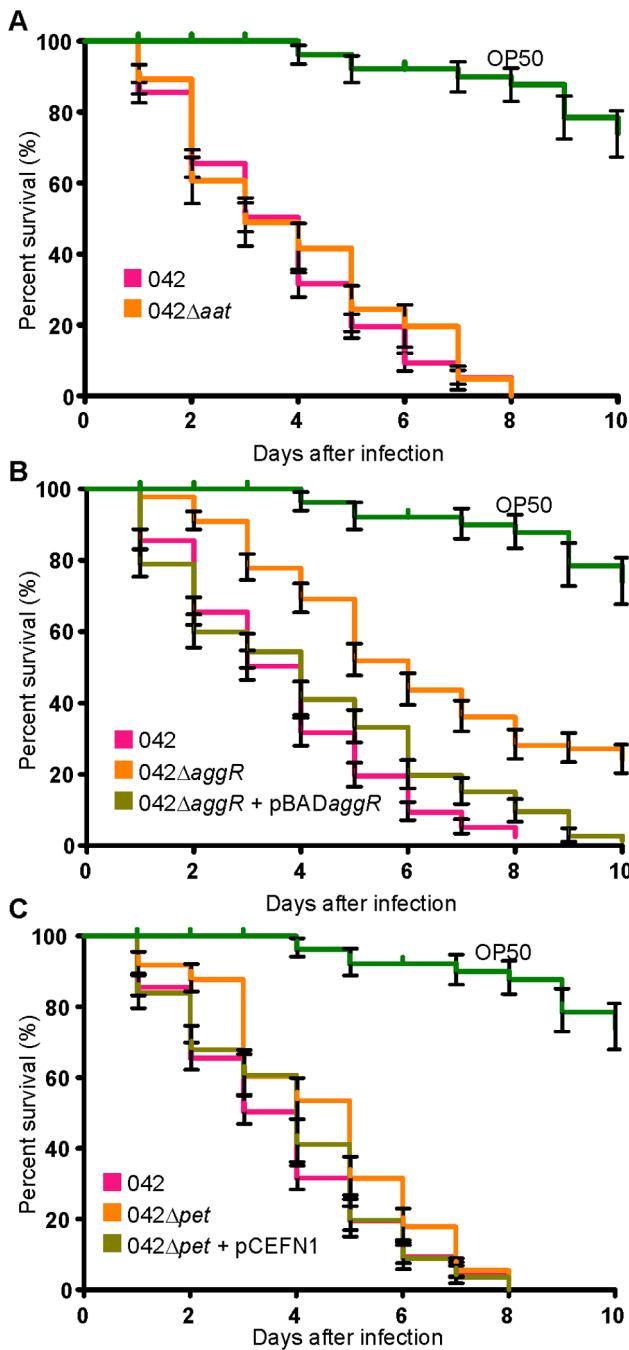 A
100
80
60
40
20
0
Percent survival (%)
OP50
042
042Δaat
0 2 4 6 8 10
Days after infection
B
100
80
60
40
20
0
Percent survival (%)
OP50
042
042ΔaggR
042ΔaggR + pBADaggR
0 2 4 6 8 10
Days after infection
C
100
80
60
40
20
0
Percent survival (%)
OP50
042
042Δpet
042Δpet + pCEFN1
0 2 4 6 8 10
Days after infection